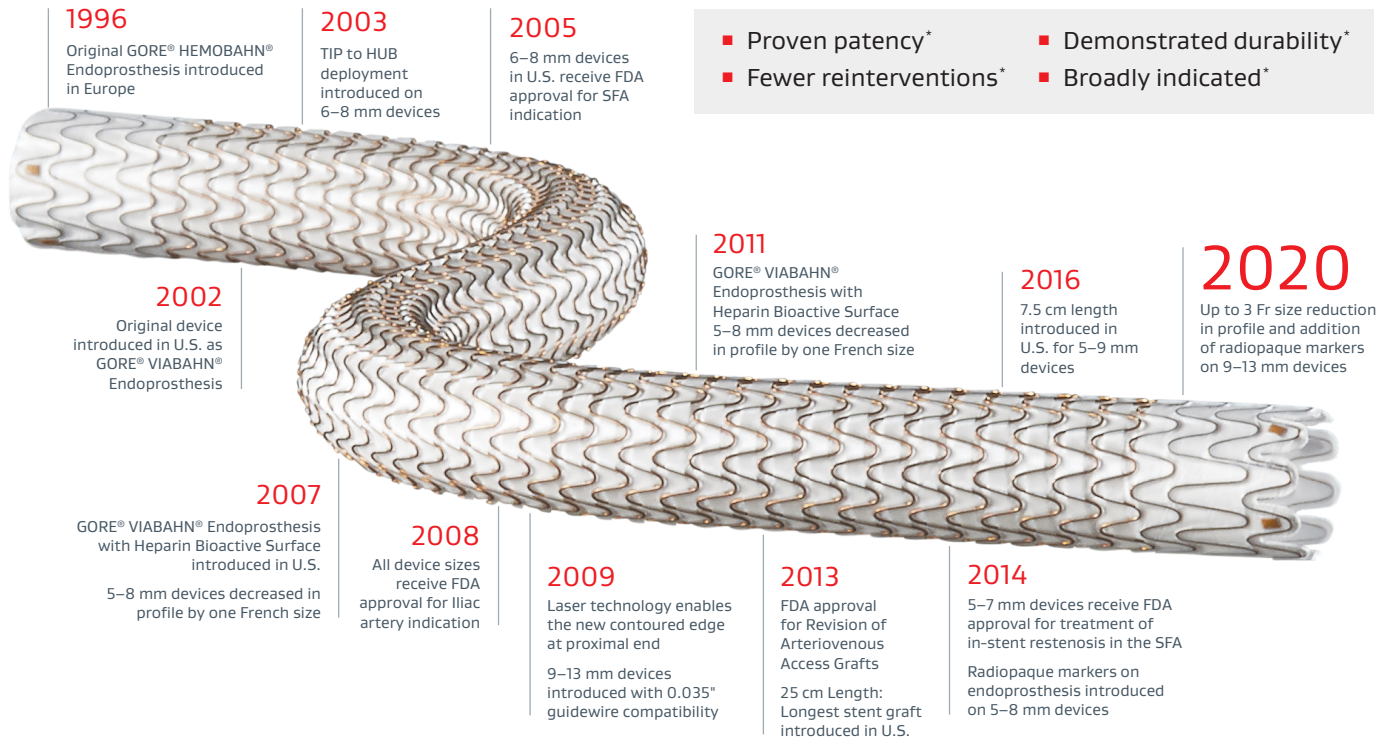 1996
Original GORE® HEMOBAHN®
Endoprosthesis introduced
in Europe
2003
TIP to HUB
deployment
introduced on
6–8 mm devices
2005
6–8 mm devices
in U.S. receive FDA
approval for SFA
indication
■ Proven patency*
■ Fewer reinterventions*
■ Demonstrated durability*
■ Broadly indicated*
2002
Original device
introduced in U.S. as
GORE® VIABAHN®
Endoprosthesis
2011
GORE® VIABAHN®
Endoprosthesis with
Heparin Bioactive Surface
5–8 mm devices decreased
in profile by one French size
2016
7.5 cm length
introduced in
U.S. for 5–9 mm
devices
2020
Up to 3 Fr size reduction
in profile and addition
of radiopaque markers
on 9–13 mm devices
2007
GORE® VIABAHN® Endoprosthesis
with Heparin Bioactive Surface
introduced in U.S.
5–8 mm devices decreased in
profile by one French size
2008
All device sizes
receive FDA
approval for Iliac
artery indication
2009
Laser technology enables
the new contoured edge
at proximal end
9–13 mm devices
introduced with 0.035"
guidewire compatibility
2013
FDA approval
for Revision of
Arteriovenous
Access Grafts
25 cm Length:
Longest stent graft
introduced in U.S.
2014
5–7 mm devices receive FDA
approval for treatment of
in-stent restenosis in the SFA
Radiopaque markers on
endoprosthesis introduced
on 5–8 mm devices